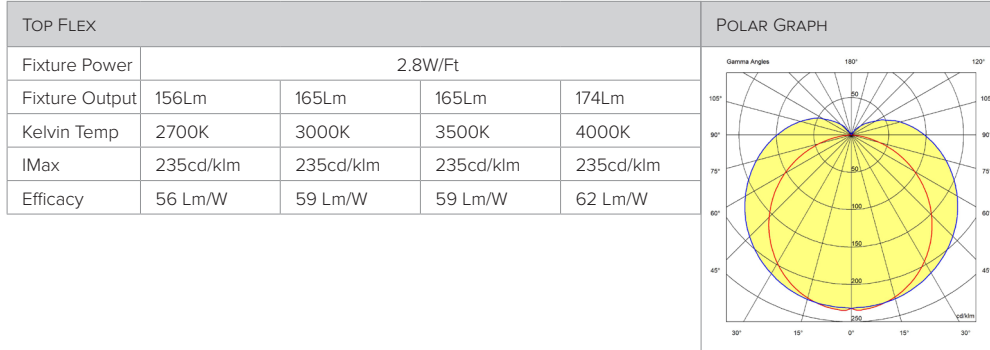 TOP FLEX
Fixture Power 2.8W/Ft
Fixture Output 156Lm 165Lm 165Lm 174Lm
Kelvin Temp 2700K 3000K 3500K 4000K
IMax 235cd/klm 235cd/klm 235cd/klm 235cd/klm
Efficacy 56 Lm/W 59 Lm/W 59 Lm/W 62 Lm/W
POLAR GRAPH
Gamma Angles 180° 120°
50
105° 105
90° 90
50
75° 75
100
60° 60
150
45° 45
200
250 cd/klm
30° 15° 0° 15° 30°